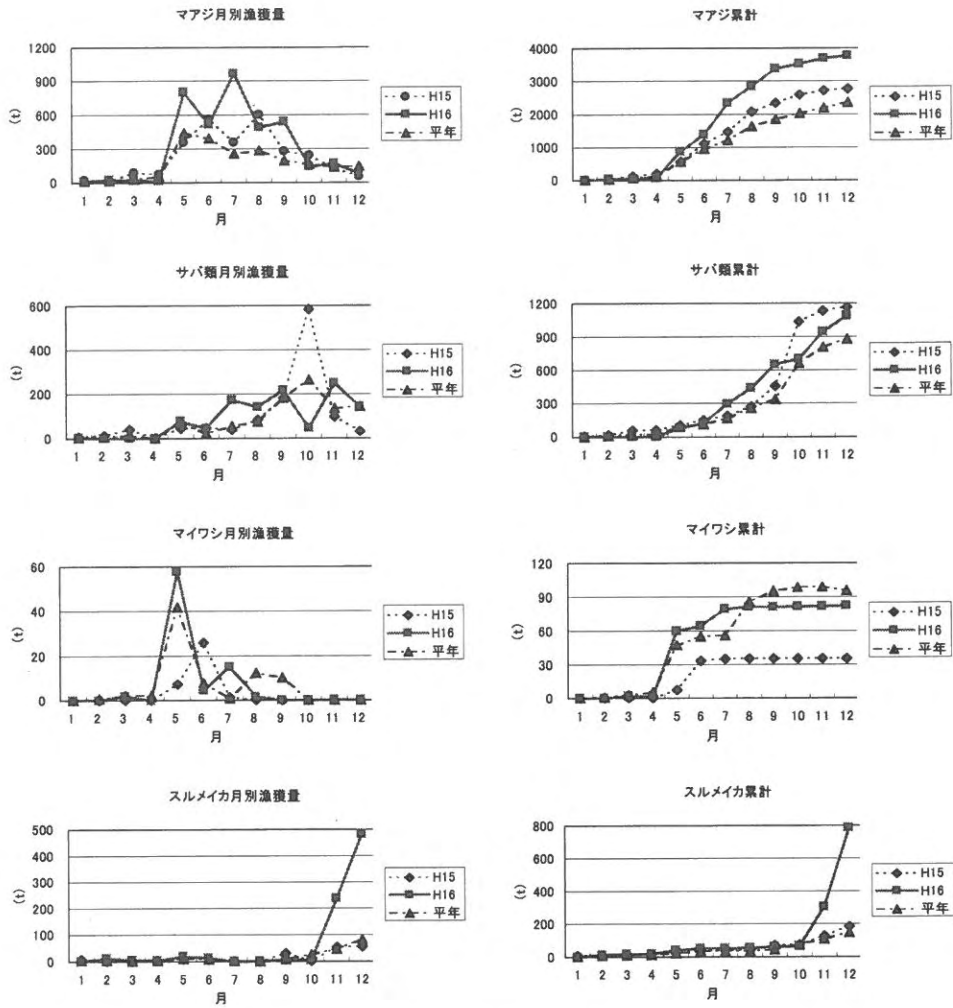 マアジ月別漁獲量
1200
900
600
300
0
(t)
1 2 3 4 5 6 7 8 9 10 11 12
月
H15
H16
平年
マアジ累計
4000
3000
2000
1000
0
(t)
1 2 3 4 5 6 7 8 9 10 11 12
月
H15
H16
平年
サバ類月別漁獲量
600
400
200
0
(t)
1 2 3 4 5 6 7 8 9 10 11 12
月
H15
H16
平年
サバ類累計
1200
900
600
300
0
(t)
1 2 3 4 5 6 7 8 9 10 11 12
月
H15
H16
平年
マイワシ月別漁獲量
60
40
20
0
(t)
1 2 3 4 5 6 7 8 9 10 11 12
月
H15
H16
平年
マイワシ累計
120
90
60
30
0
(t)
1 2 3 4 5 6 7 8 9 10 11 12
月
H15
H16
平年
スルメイカ月別漁獲量
500
400
300
200
100
0
(t)
1 2 3 4 5 6 7 8 9 10 11 12
月
H15
H16
平年
スルメイカ累計
800
600
400
200
0
(t)
1 2 3 4 5 6 7 8 9 10 11 12
月
H15
H16
平年